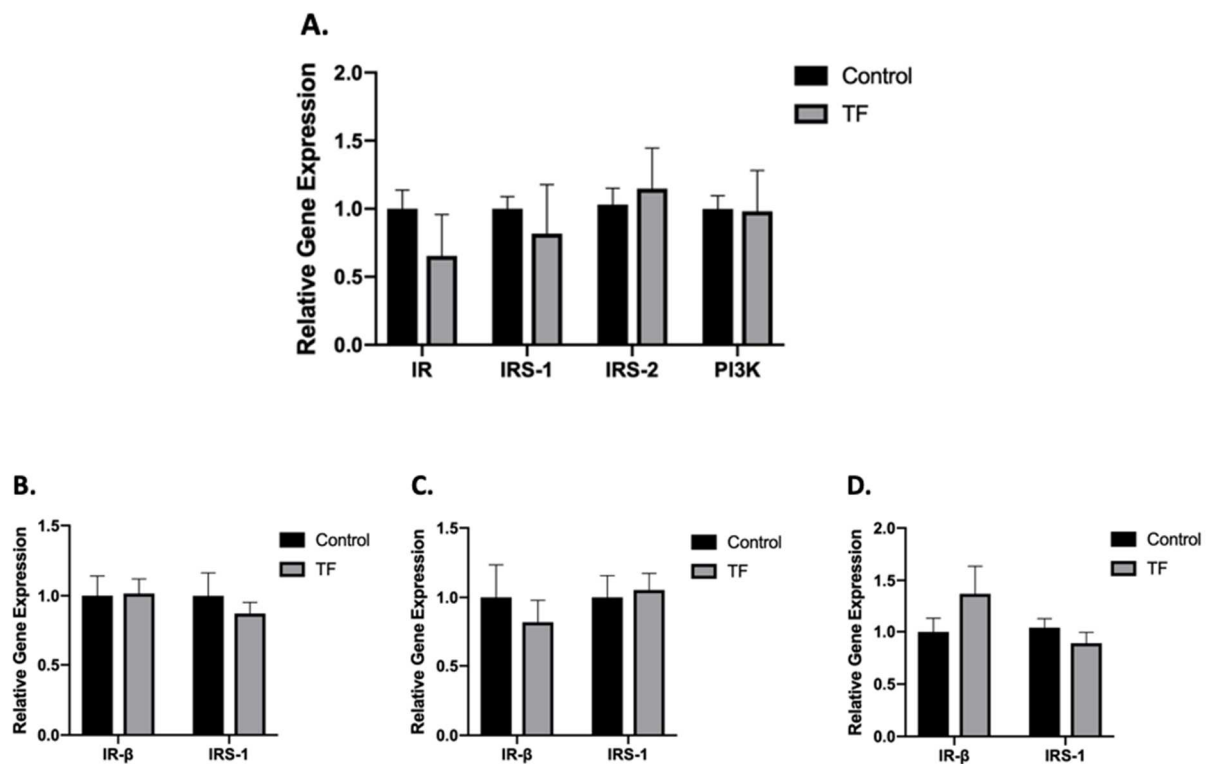 A.
Relative Gene Expression
2.0
1.5
1.0
0.5
0.0
IR
IRS-1
IRS-2
PI3K
Control
TF
B.
Relative Gene Expression
1.5
1.0
0.5
0.0
IR-β
IRS-1
Control
TF
C.
Relative Gene Expression
1.5
1.0
0.5
0.0
IR-β
IRS-1
Control
TF
D.
Relative Gene Expression
2.0
1.5
1.0
0.5
0.0
IR-β
IRS-1
Control
TF